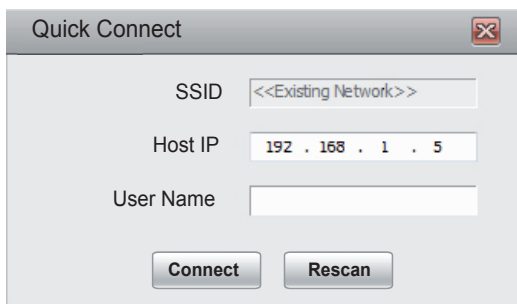 Quick Connect
SSID <<Existing Network>>
Host IP 192 . 168 . 1 . 5
User Name
Connect Rescan